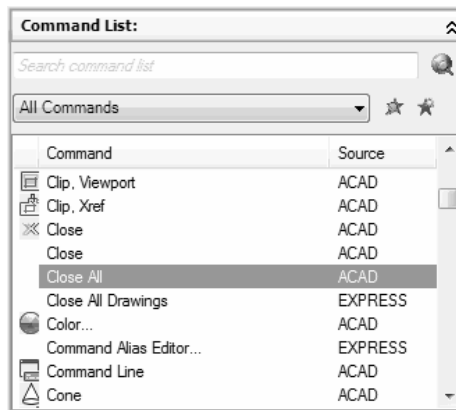 Command List:
Search command list
All Commands
Command Source
Clip, Viewport ACAD
Clip, Xref ACAD
Close ACAD
Close ACAD
Close All ACAD
Close All Drawings EXPRESS
Color... ACAD
Command Alias Editor... EXPRESS
Command Line ACAD
Cone ACAD